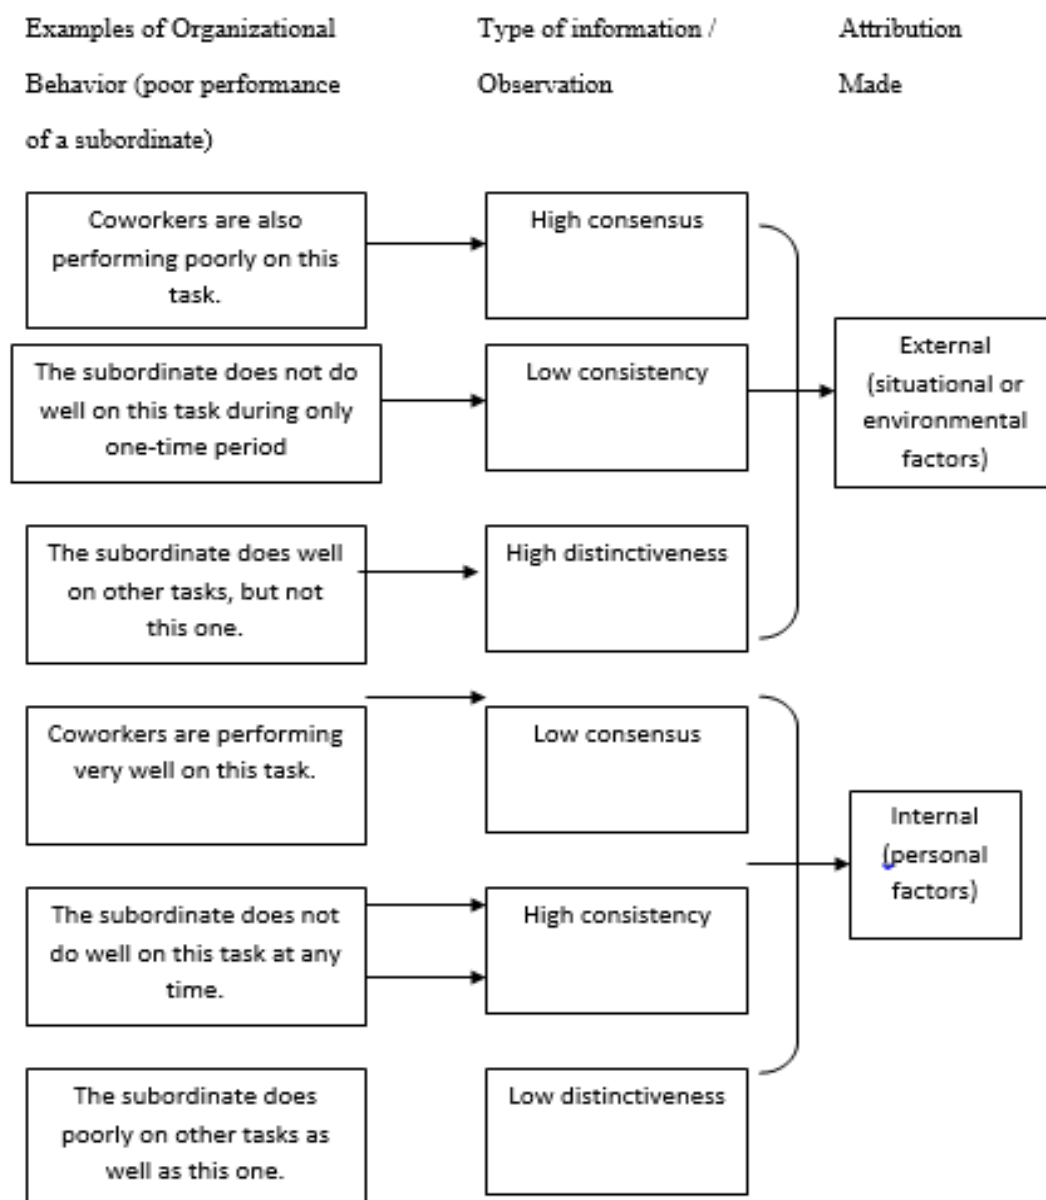 Examples of Organizational
Behavior (poor performance
of a subordinate)
Type of information /
Observation
Attribution
Made
Coworkers are also
performing poorly on this
task.
High consensus
The subordinate does not do
well on this task during only
one-time period
Low consistency
External
(situational or
environmental
factors)
The subordinate does well
on other tasks, but not
this one.
High distinctiveness
Coworkers are performing
very well on this task.
Low consensus
Internal
(personal
factors)
The subordinate does not
do well on this task at any
time.
High consistency
The subordinate does
poorly on other tasks as
well as this one.
Low distinctiveness